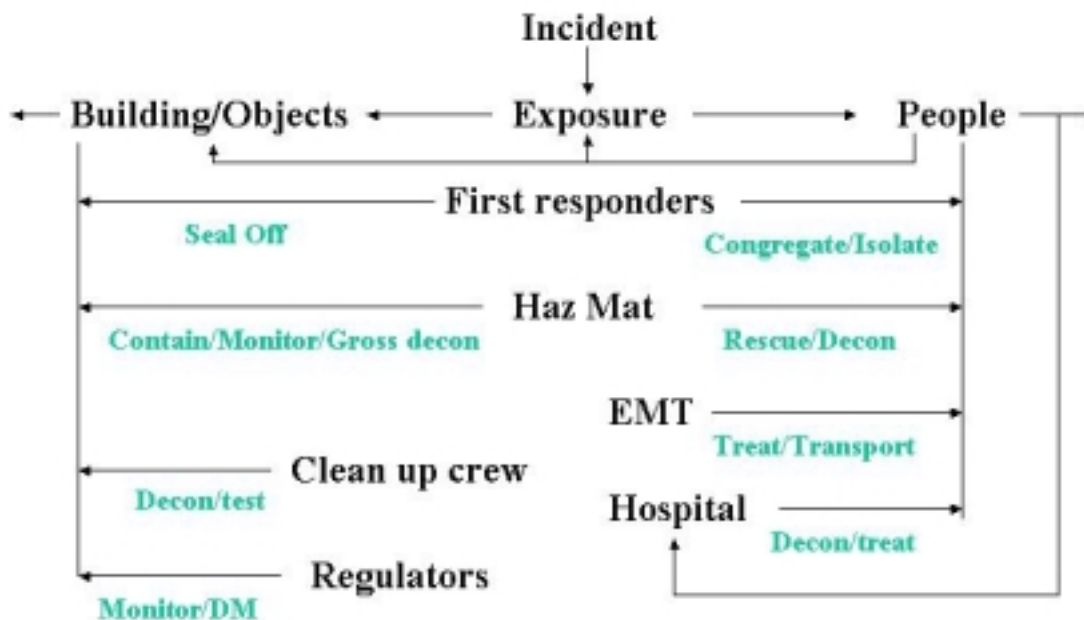 Incident
Building/Objects Exposure People
First responders
Seal Off Congregate/Isolate
Haz Mat
Contain/Monitor/Gross decon Rescue/Decon
EMT
Treat/Transport
Clean up crew
Decon/test
Hospital
Decon/treat
Regulators
Monitor/DM